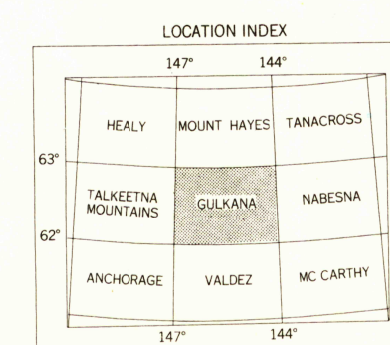 LOCATION INDEX
147° 144°
HEALY MOUNT HAYES TANACROSS
63°
TALKEETNA
MOUNTAINS GULKANA NABESNA
62°
ANCHORAGE VALDEZ MC CARTHY
147° 144°